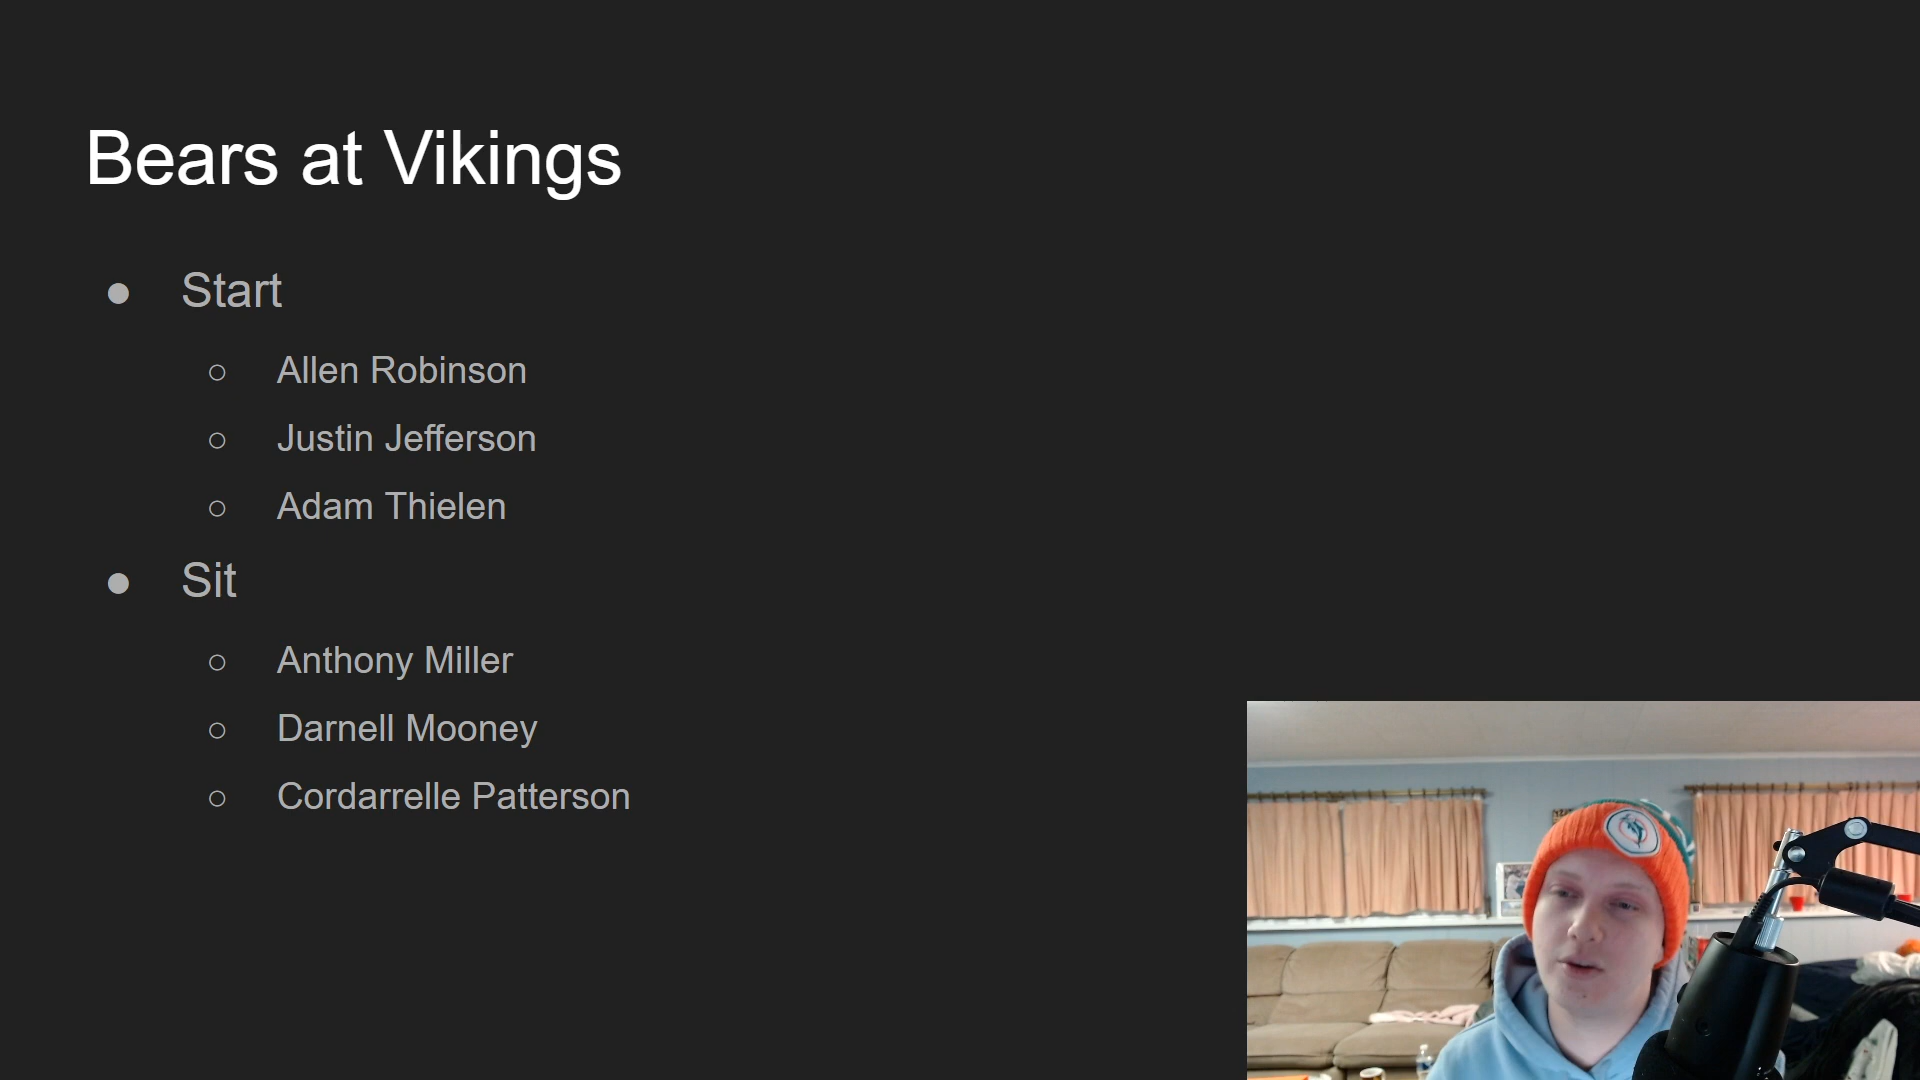 Bears at Vikings
● Start
○ Allen Robinson
○ Justin Jefferson
○ Adam Thielen
● Sit
○ Anthony Miller
○ Darnell Mooney
○ Cordarrelle Patterson